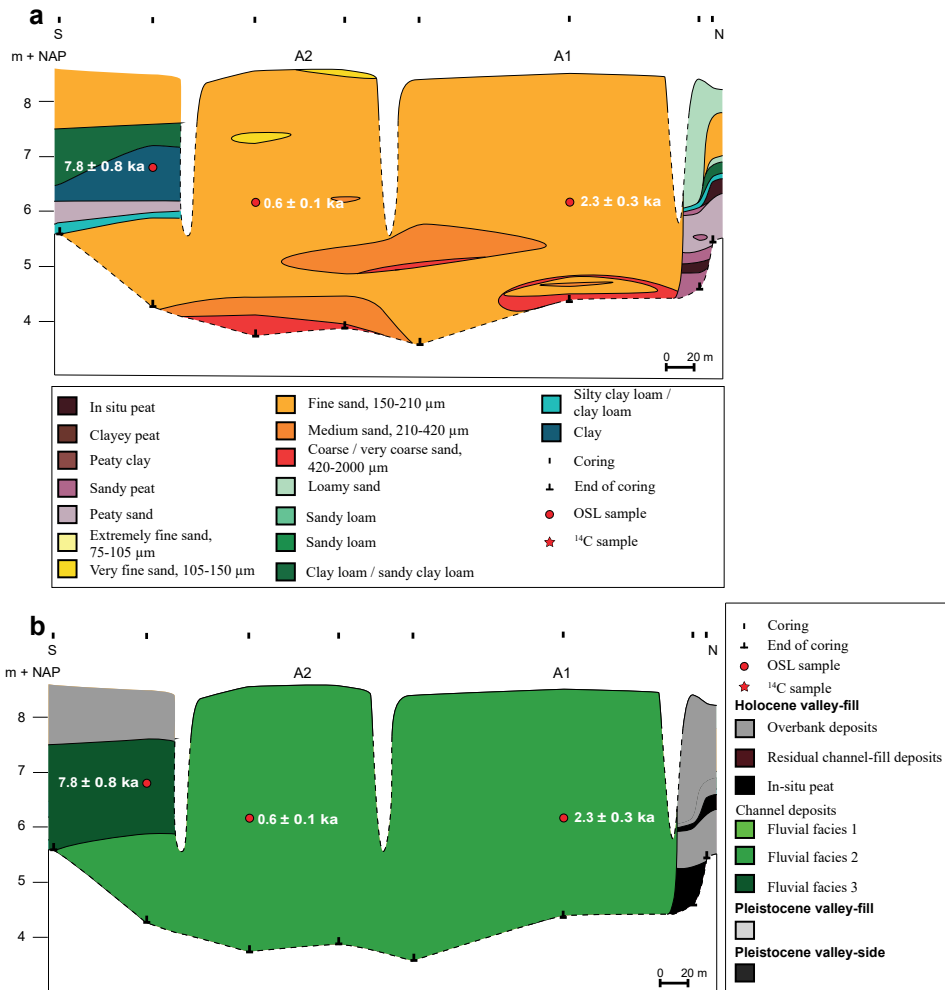 a
S
N
m + NAP
A2
A1
8
7
7.8 ± 0.8 ka
6
0.6 ± 0.1 ka
2.3 ± 0.3 ka
5
4
0 20 m
In situ peat
Clayey peat
Peaty clay
Sandy peat
Peaty sand
Extremely fine sand,
75-105 µm
Very fine sand, 105-150 µm
Fine sand, 150-210 µm
Medium sand, 210-420 µm
Coarse / very coarse sand,
420-2000 µm
Loamy sand
Sandy loam
Sandy loam
Clay loam / sandy clay loam
Silty clay loam /
clay loam
Clay
Coring
End of coring
OSL sample
14C sample
b
S
N
m + NAP
A2
A1
8
7
7.8 ± 0.8 ka
6
0.6 ± 0.1 ka
2.3 ± 0.3 ka
5
4
0 20 m
Coring
End of coring
OSL sample
14C sample
Holocene valley-fill
Overbank deposits
Residual channel-fill deposits
In-situ peat
Channel deposits
Fluvial facies 1
Fluvial facies 2
Fluvial facies 3
Pleistocene valley-fill
Pleistocene valley-side